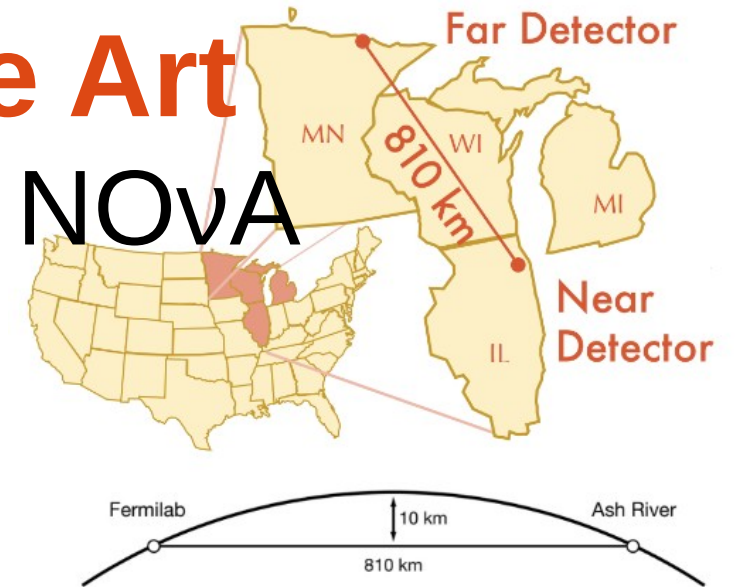 e Art
NOνA
Far Detector
MN
WI
MI
810 km
Near
Detector
IL
Fermilab
Ash River
10 km
810 km